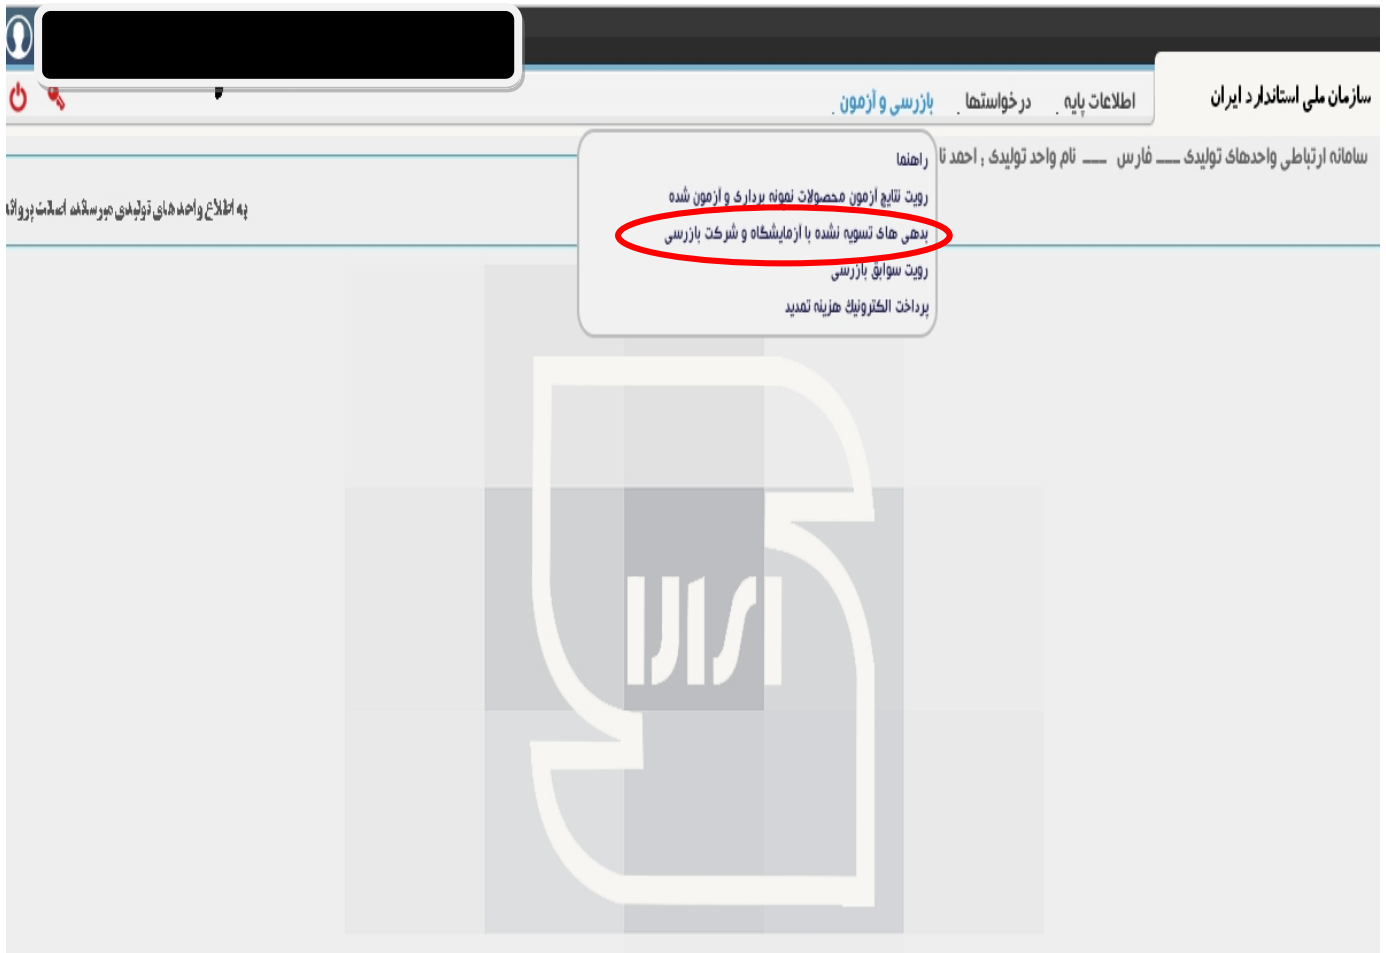 سازمان ملی استاندارد ایران
اطلاعات پایه
درخواستها
بازرسی و آزمون
سامانه ارتباطی واحدهای تولیدی ــــ فارس ــــ نام واحد تولیدی : احمد نا
راهنما
رویت نتایج آزمون محصولات نمونه برداری و آزمون شده
بدهی های تسویه نشده با آزمایشگاه و شرکت بازرسی
رویت سوابق بازرسی
پرداخت الکترونیك هزینه تمدید
به اطلاع واحدهای تولیدی میرساند اصالت پروانه